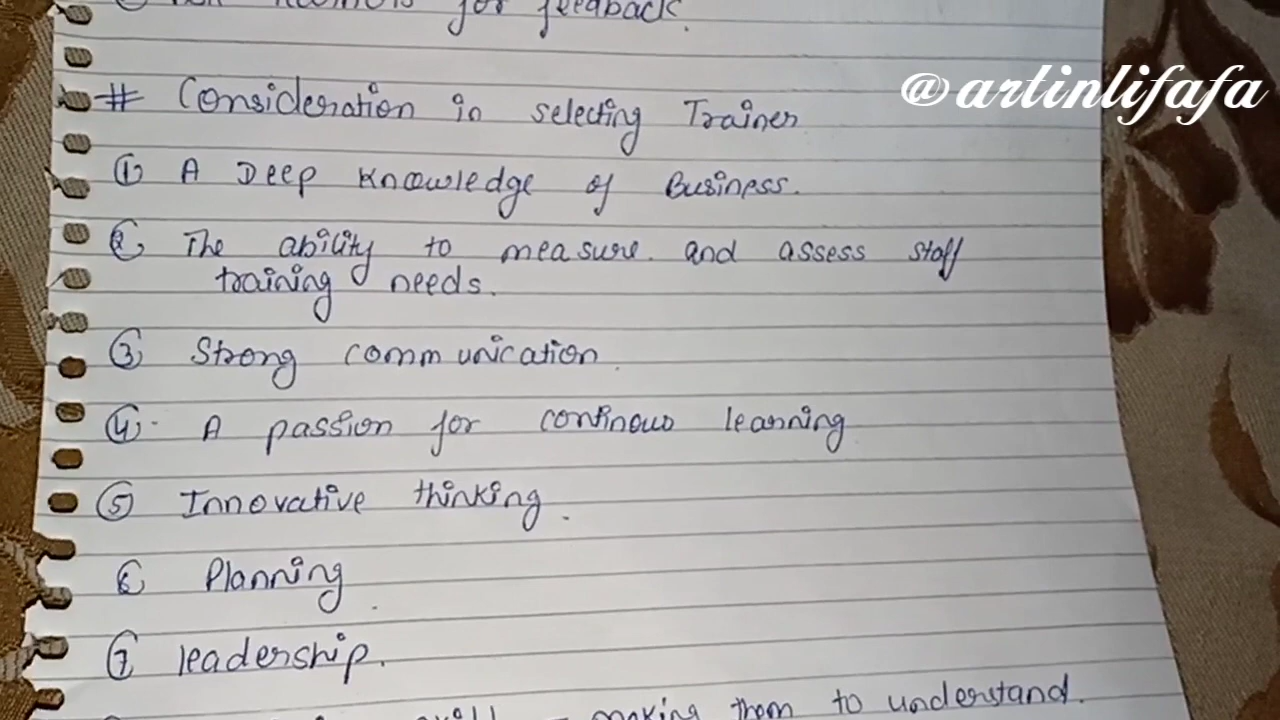 for feedback.
@artinlifafa
# Consideration in selecting Trainer
① A Deep Knowledge of Business.
② The ability to measure and assess staff
training needs.
③ Strong communication.
④ A passion for continous learning
⑤ Innovative thinking.
⑥ Planning.
⑦ leadership.
making them to understand.